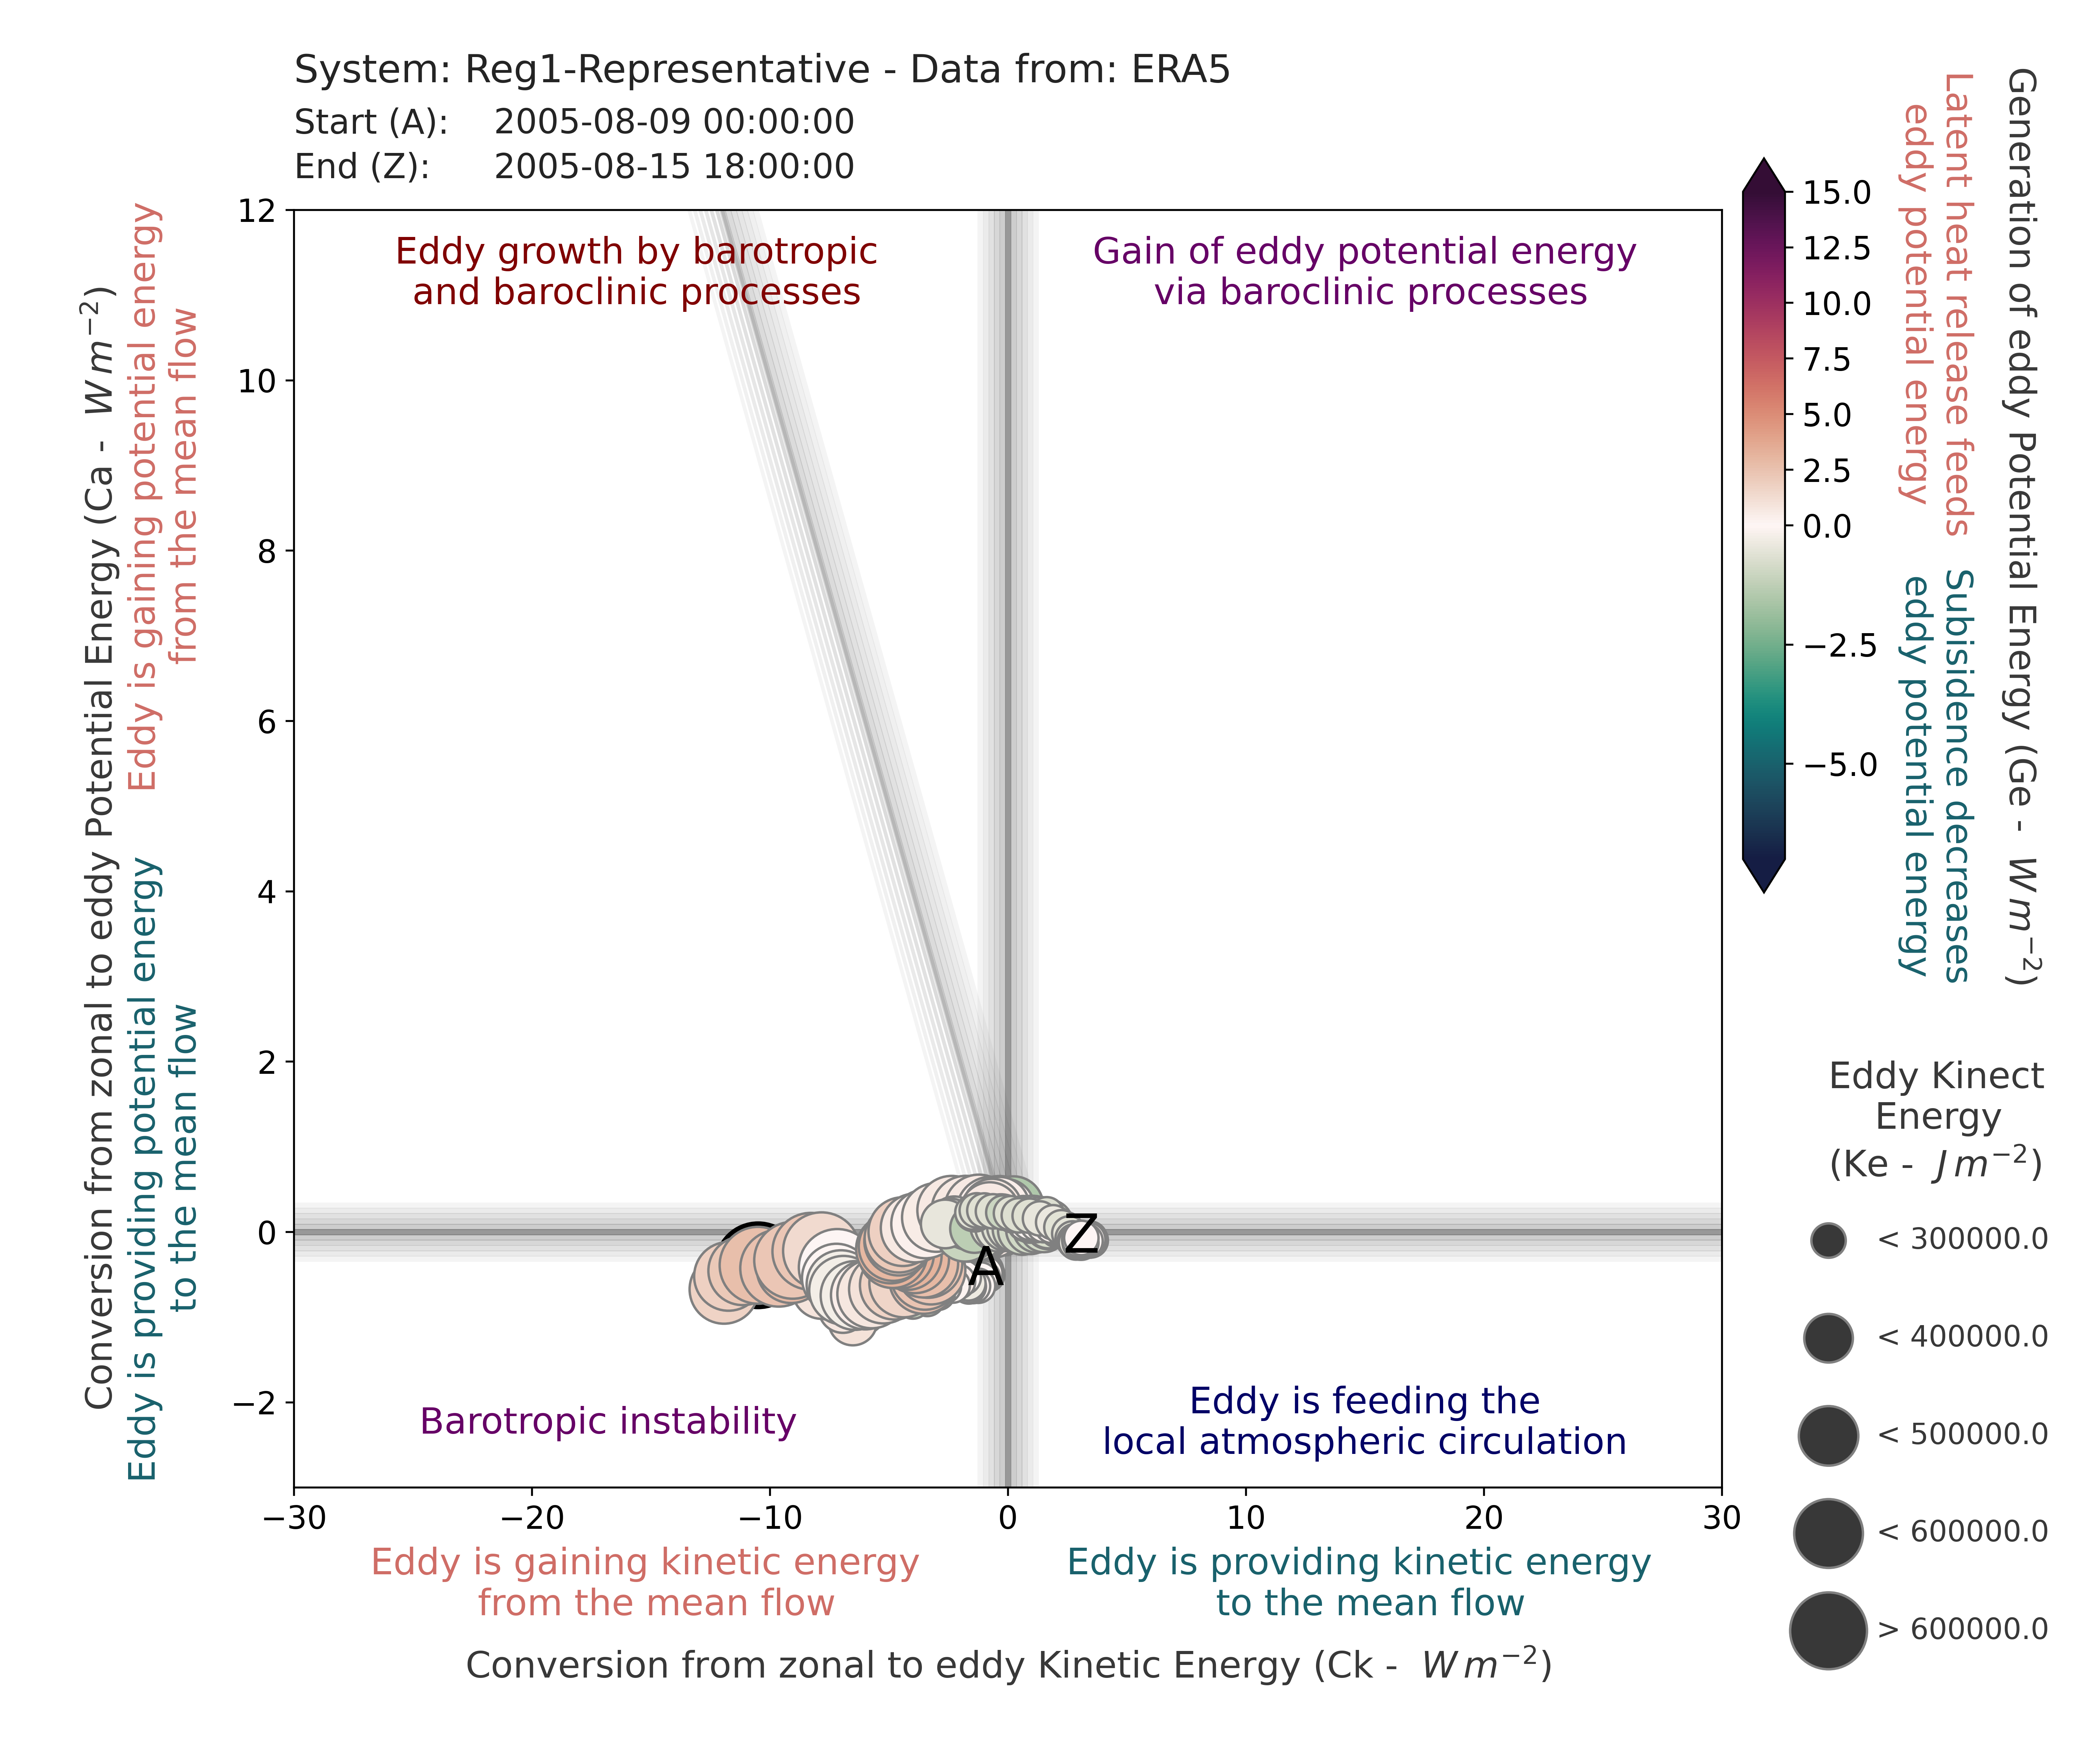 System: Reg1-Representative - Data from: ERA5
Start (A): 2005-08-09 00:00:00
End (Z): 2005-08-15 18:00:00
Conversion from zonal to eddy Potential Energy (Ca - W m⁻²)
Eddy is gaining potential energy
from the mean flow
Eddy is providing potential energy
to the mean flow
12
10
8
6
4
2
0
−2
Eddy growth by barotropic
and baroclinic processes
Gain of eddy potential energy
via baroclinic processes
A
Z
Barotropic instability
Eddy is feeding the
local atmospheric circulation
−30
−20
−10
0
10
20
30
Eddy is gaining kinetic energy
from the mean flow
Eddy is providing kinetic energy
to the mean flow
Conversion from zonal to eddy Kinetic Energy (Ck - W m⁻²)
15.0
12.5
10.0
7.5
5.0
2.5
0.0
−2.5
−5.0
Latent heat release feeds
eddy potential energy
Subisidence decreases
eddy potential energy
Generation of eddy Potential Energy (Ge - W m⁻²)
Eddy Kinect
Energy
(Ke - J m⁻²)
< 300000.0
< 400000.0
< 500000.0
< 600000.0
> 600000.0